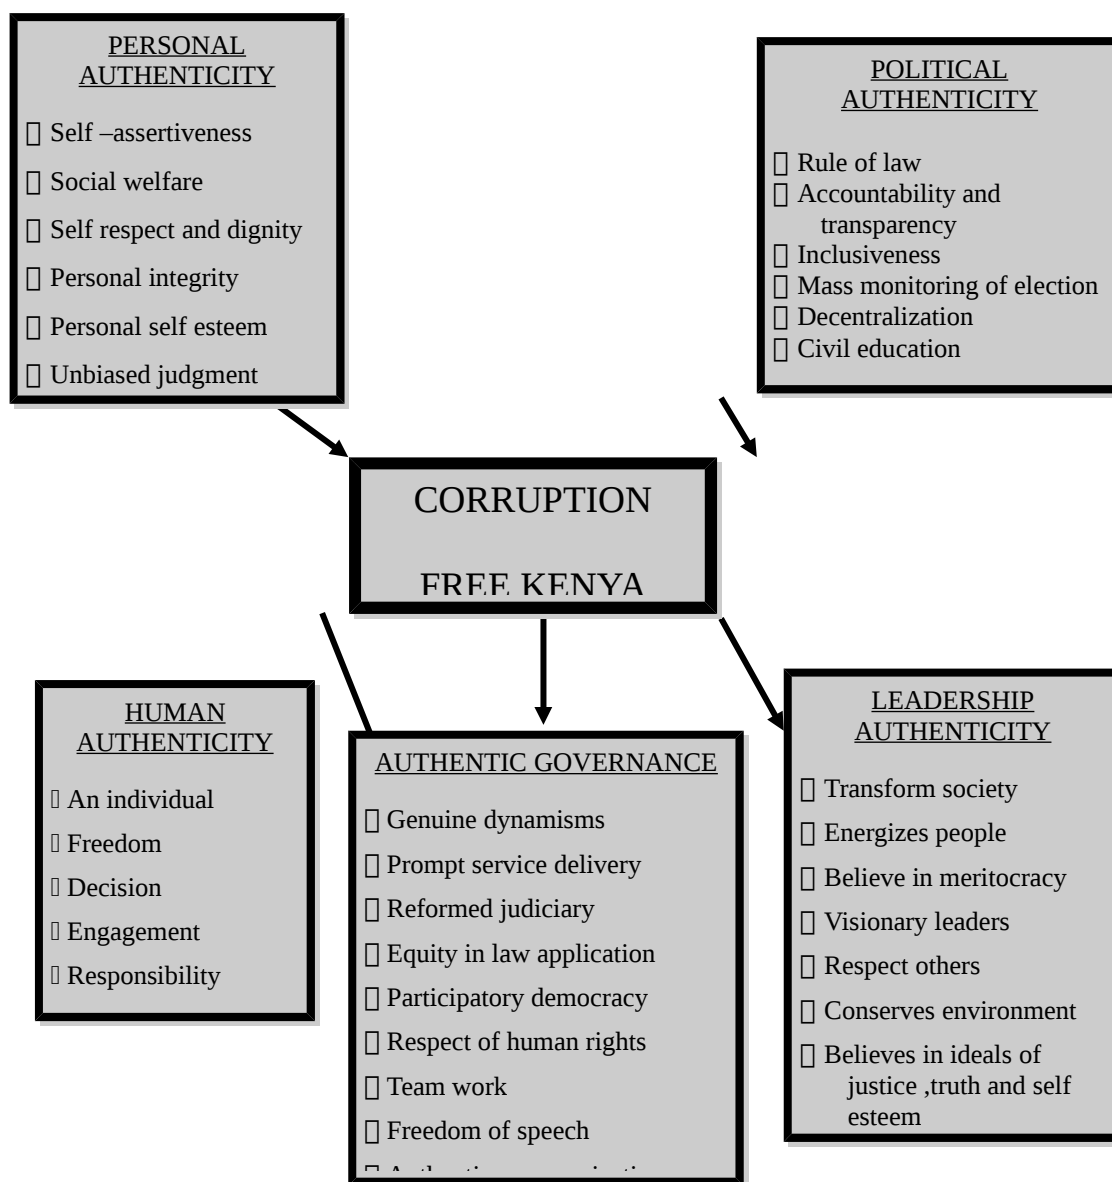 PERSONAL
AUTHENTICITY
Self –assertiveness
Social welfare
Self respect and dignity
Personal integrity
Personal self esteem
Unbiased judgment
POLITICAL
AUTHENTICITY
Rule of law
Accountability and
transparency
Inclusiveness
Mass monitoring of election
Decentralization
Civil education
CORRUPTION
FREE KENYA
HUMAN
AUTHENTICITY
An individual
Freedom
Decision
Engagement
Responsibility
AUTHENTIC GOVERNANCE
Genuine dynamisms
Prompt service delivery
Reformed judiciary
Equity in law application
Participatory democracy
Respect of human rights
Team work
Freedom of speech
LEADERSHIP
AUTHENTICITY
Transform society
Energizes people
Believe in meritocracy
Visionary leaders
Respect others
Conserves environment
Believes in ideals of
justice ,truth and self
esteem